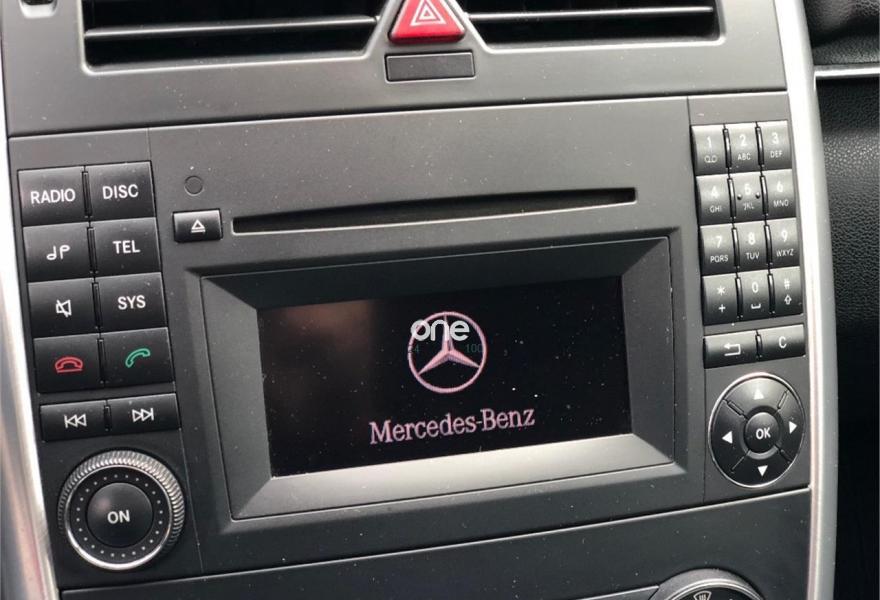 RADIO
DISC
TEL
SYS
ON
one
Mercedes-Benz
1
2 ABC
3 DEF
4 GHI
5 JKL
6 MNO
7 PQRS
8 TUV
9 WXYZ
*
+
0
#
C
OK
100